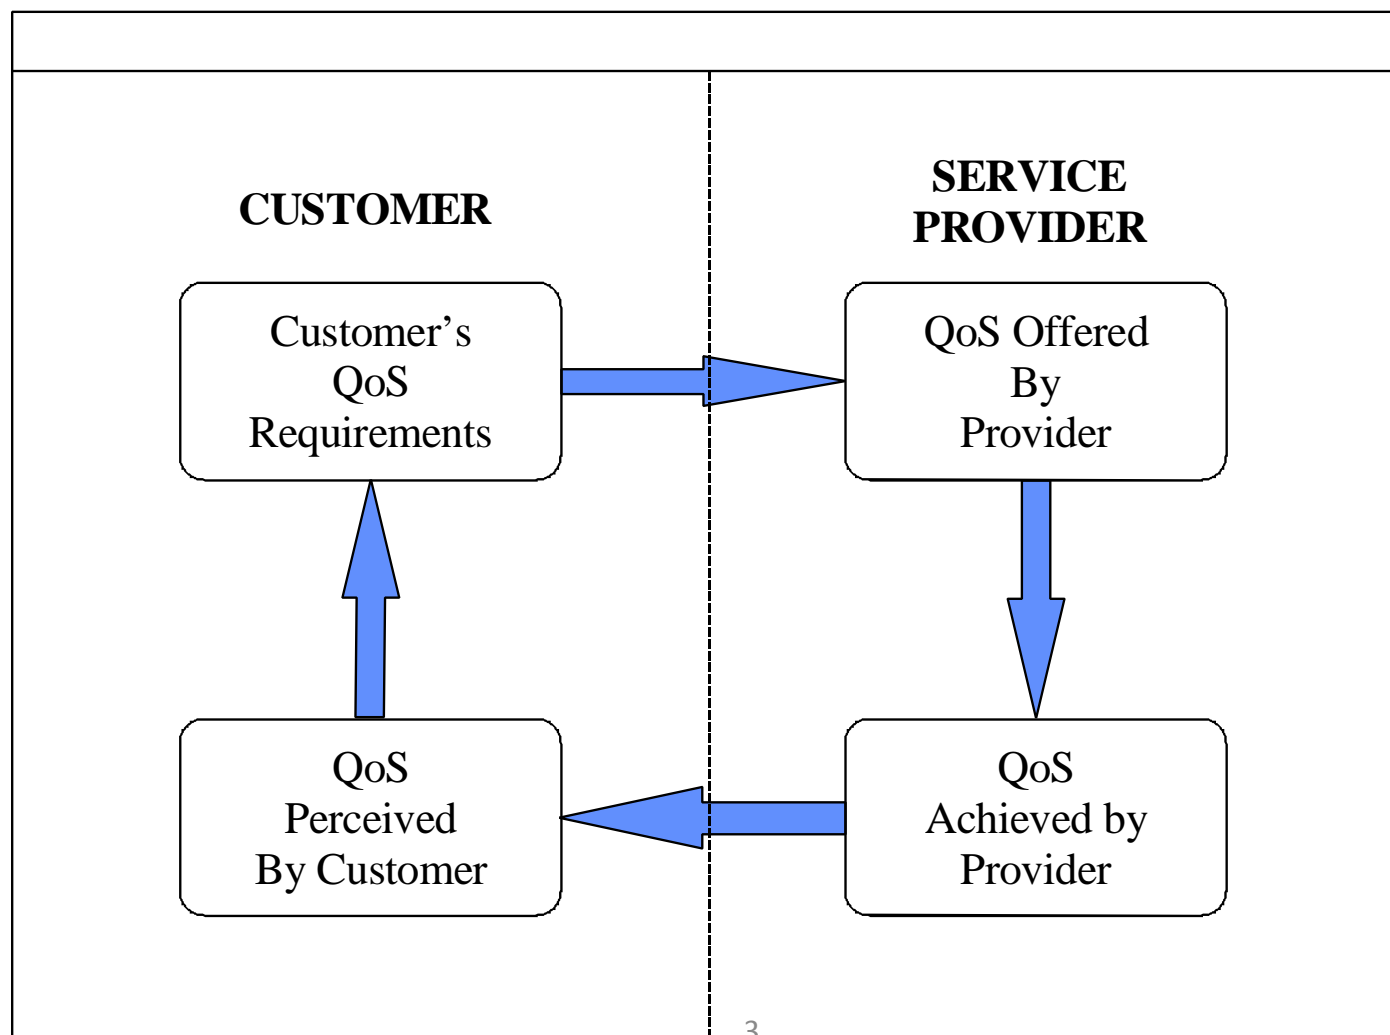 CUSTOMER
SERVICE
PROVIDER
Customer’s
QoS
Requirements
QoS Offered
By
Provider
QoS
Perceived
By Customer
QoS
Achieved by
Provider
3